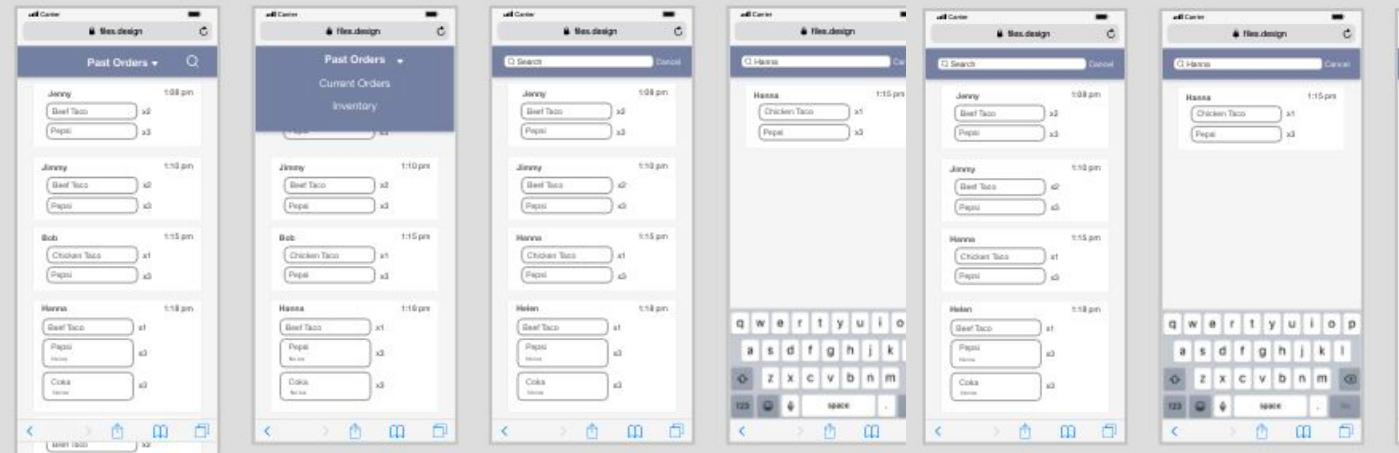 Carrier
files.design
Past Orders
Jenny 1:08 pm
Beef Taco x2
Pepsi x3
Jimmy 1:10 pm
Beef Taco x2
Pepsi x3
Bob 1:15 pm
Chicken Taco x1
Pepsi x3
Hanna 1:18 pm
Beef Taco x1
Pepsi x3
Coke x3
Beef Taco x2
Carrier
files.design
Past Orders
Current Orders
Inventory
x3
Jimmy 1:10 pm
Beef Taco x2
Pepsi x3
Bob 1:15 pm
Chicken Taco x1
Pepsi x3
Hanna 1:18 pm
Beef Taco x1
Pepsi x3
Coke x3
Carrier
files.design
Search Cancel
Jenny 1:08 pm
Beef Taco x2
Pepsi x3
Jimmy 1:10 pm
Beef Taco x2
Pepsi x3
Hanna 1:15 pm
Chicken Taco x1
Pepsi x3
Helen 1:18 pm
Beef Taco x1
Pepsi x3
Coke x3
Carrier
files.design
Hanna
Hanna 1:15 pm
Chicken Taco x1
Pepsi x3
q w e r t y u i o
a s d f g h j k
z x c v b n m
123 space .
Carrier
files.design
Search Cancel
Jenny 1:08 pm
Beef Taco x2
Pepsi x3
Jimmy 1:10 pm
Beef Taco x2
Pepsi x3
Hanna 1:15 pm
Chicken Taco x1
Pepsi x3
Helen 1:18 pm
Beef Taco x1
Pepsi x3
Coke x3
Carrier
files.design
Hanna Cancel
Hanna 1:15 pm
Chicken Taco x1
Pepsi x3
q w e r t y u i o p
a s d f g h j k l
z x c v b n m
123 space .